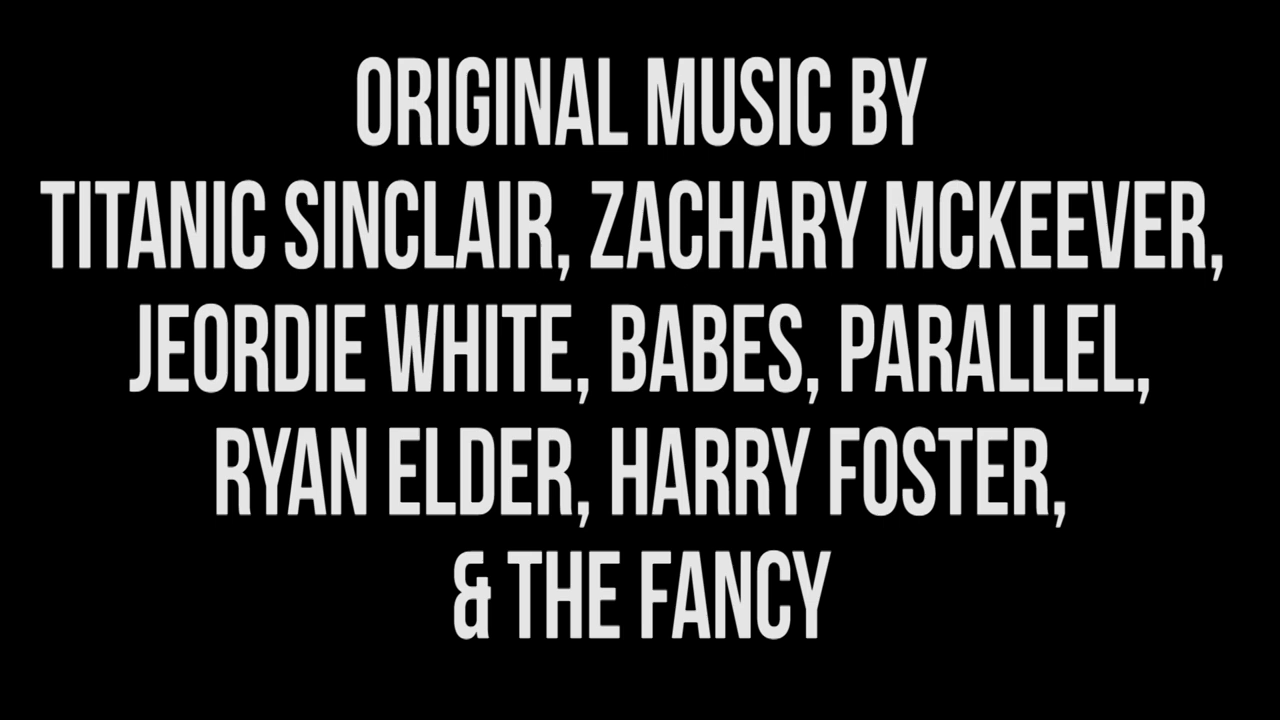 ORIGINAL MUSIC BY
TITANIC SINCLAIR, ZACHARY MCKEEVER,
JEORDIE WHITE, BABES, PARALLEL,
RYAN ELDER, HARRY FOSTER,
& THE FANCY